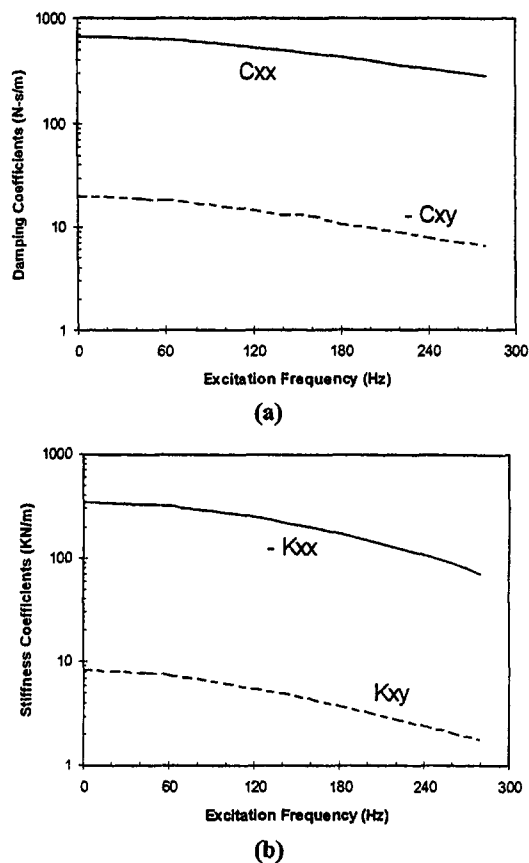 1000
100
10
1
Damping Coefficients (N-s/m)
Cxx
- Cxy
0 60 120 180 240 300
Excitation Frequency (Hz)
(a)
1000
100
10
1
Stiffness Coefficients (KN/m)
- Kxx
Kxy
0 60 120 180 240 300
Excitation Frequency (Hz)
(b)